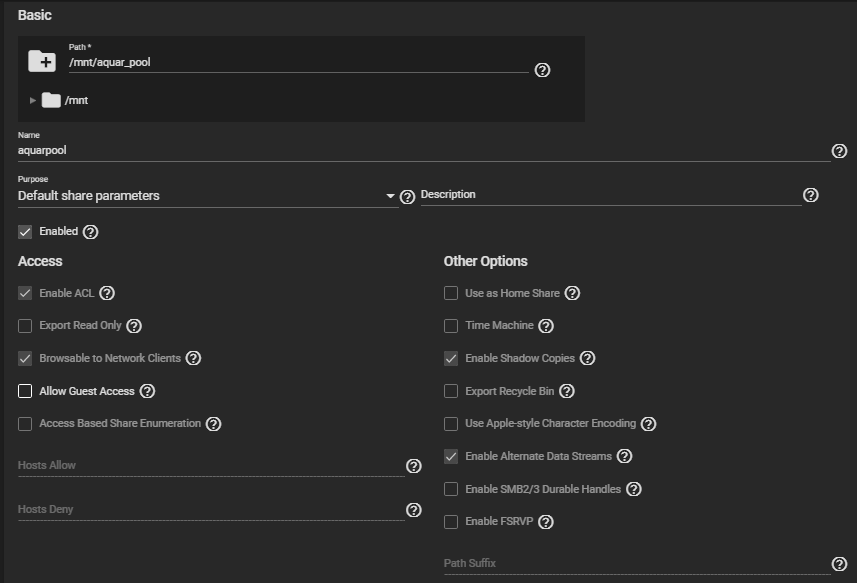 Basic
Path *
/mnt/aquar_pool
/mnt
Name
aquarpool
Purpose
Default share parameters
Description
Enabled
Access
Enable ACL
Export Read Only
Browsable to Network Clients
Allow Guest Access
Access Based Share Enumeration
Hosts Allow
Hosts Deny
Other Options
Use as Home Share
Time Machine
Enable Shadow Copies
Export Recycle Bin
Use Apple-style Character Encoding
Enable Alternate Data Streams
Enable SMB2/3 Durable Handles
Enable FSRVP
Path Suffix